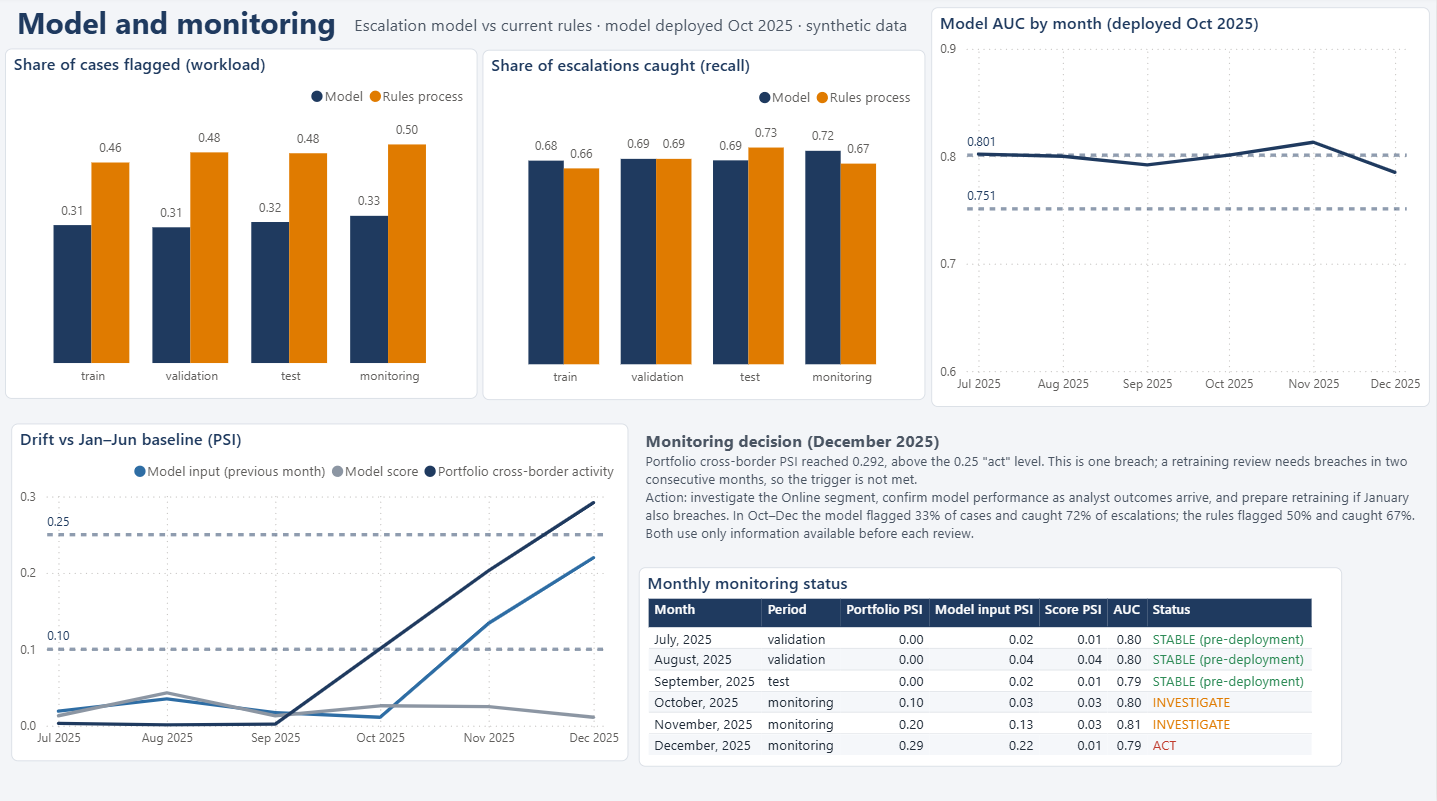 Model and monitoring
Escalation model vs current rules · model deployed Oct 2025 · synthetic data
Share of cases flagged (workload)
Model Rules process
0.31 0.46 0.31 0.48 0.32 0.48 0.33 0.50
train validation test monitoring
Share of escalations caught (recall)
Model Rules process
0.68 0.66 0.69 0.69 0.69 0.73 0.72 0.67
train validation test monitoring
Model AUC by month (deployed Oct 2025)
0.9
0.801
0.8
0.751
0.7
0.6
Jul 2025 Aug 2025 Sep 2025 Oct 2025 Nov 2025 Dec 2025
Drift vs Jan–Jun baseline (PSI)
Model input (previous month) Model score Portfolio cross-border activity
0.3
0.25
0.2
0.10
0.1
0.0
Jul 2025 Aug 2025 Sep 2025 Oct 2025 Nov 2025 Dec 2025
Monitoring decision (December 2025)
Portfolio cross-border PSI reached 0.292, above the 0.25 "act" level. This is one breach; a retraining review needs breaches in two
consecutive months, so the trigger is not met.
Action: investigate the Online segment, confirm model performance as analyst outcomes arrive, and prepare retraining if January
also breaches. In Oct–Dec the model flagged 33% of cases and caught 72% of escalations; the rules flagged 50% and caught 67%.
Both use only information available before each review.
Monthly monitoring status
Month Period Portfolio PSI Model input PSI Score PSI AUC Status
July, 2025 validation 0.00 0.02 0.01 0.80 STABLE (pre-deployment)
August, 2025 validation 0.00 0.04 0.04 0.80 STABLE (pre-deployment)
September, 2025 test 0.00 0.02 0.01 0.79 STABLE (pre-deployment)
October, 2025 monitoring 0.10 0.03 0.03 0.80 INVESTIGATE
November, 2025 monitoring 0.20 0.13 0.03 0.81 INVESTIGATE
December, 2025 monitoring 0.29 0.22 0.01 0.79 ACT